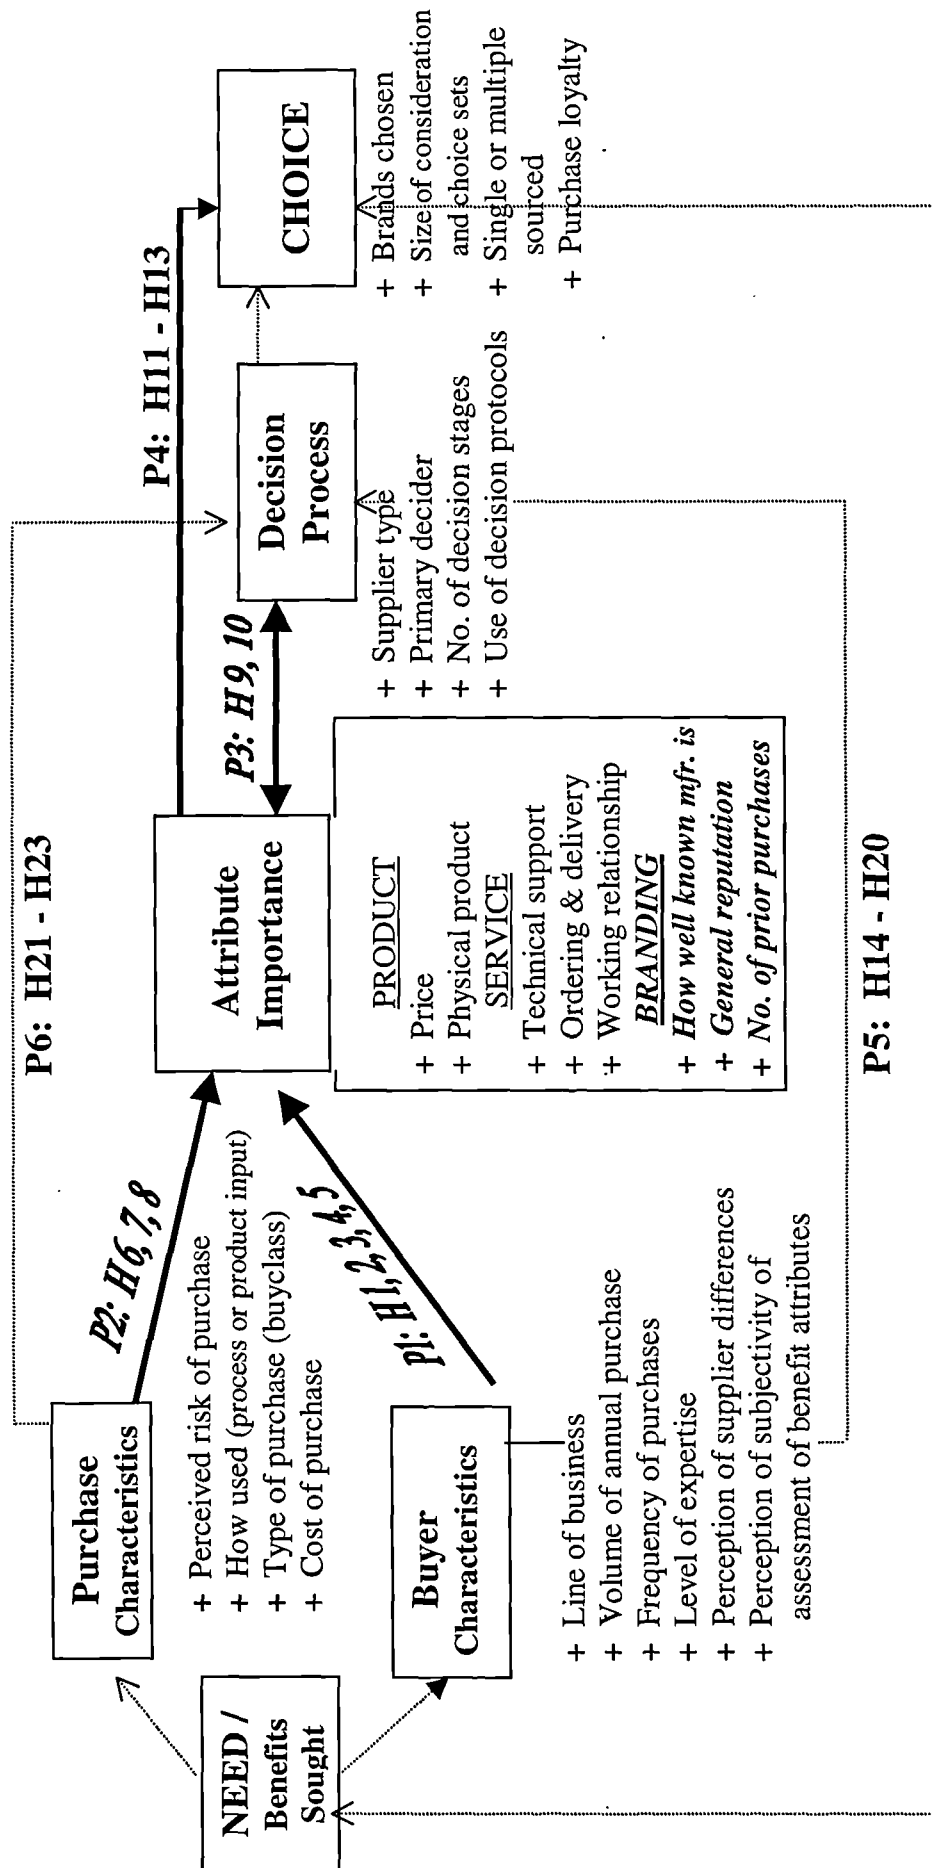 P6: H21 - H23
P4: H11 - H13
NEED /
Benefits
Sought
Purchase
Characteristics
P2: H6, 7, 8
+ Perceived risk of purchase
+ How used (process or product input)
+ Type of purchase (buyclass)
+ Cost of purchase
Buyer
Characteristics
P1: H1, 2, 3, 4, 5
+ Line of business
+ Volume of annual purchase
+ Frequency of purchases
+ Level of expertise
+ Perception of supplier differences
+ Perception of subjectivity of
assessment of benefit attributes
Attribute
Importance
PRODUCT
+ Price
+ Physical product
SERVICE
+ Technical support
+ Ordering & delivery
+ Working relationship
BRANDING
+ How well known mfr. is
+ General reputation
+ No. of prior purchases
P3: H9, 10
Decision
Process
+ Supplier type
+ Primary decider
+ No. of decision stages
+ Use of decision protocols
CHOICE
+ Brands chosen
+ Size of consideration
and choice sets
+ Single or multiple
sourced
+ Purchase loyalty
P5: H14 - H20